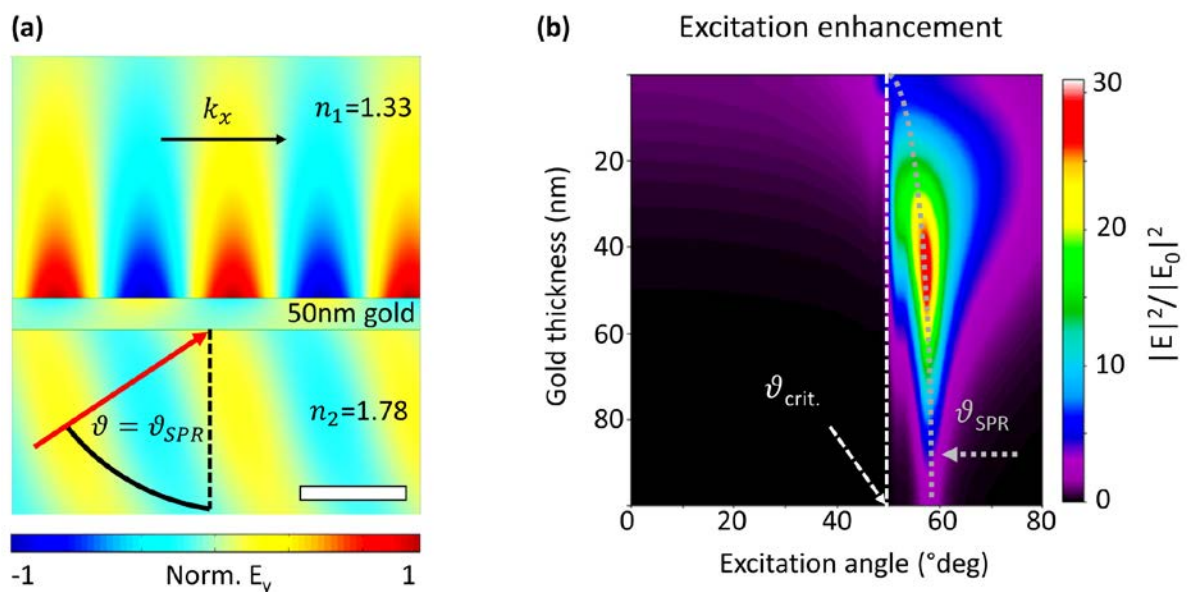 (a)
k_x
n_1=1.33
50nm gold
ϑ = ϑ_SPR
n_2=1.78
-1
Norm. E_y
1
(b)
Excitation enhancement
Gold thickness (nm)
20
40
60
80
ϑ_crit.
ϑ_SPR
0
20
40
60
80
Excitation angle (°deg)
30
20
10
0
|E|²/|E_0|²